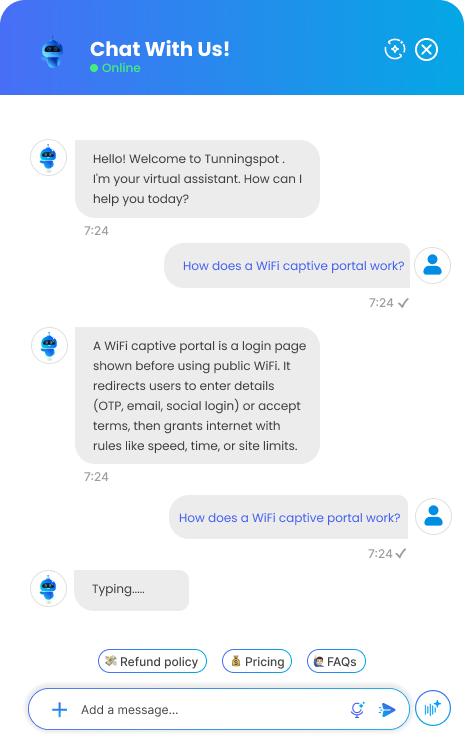 Chat With Us!
Online
Hello! Welcome to Tunningspot .
I'm your virtual assistant. How can I
help you today?
7:24
How does a WiFi captive portal work?
7:24
A WiFi captive portal is a login page
shown before using public WiFi. It
redirects users to enter details
(OTP, email, social login) or accept
terms, then grants internet with
rules like speed, time, or site limits.
7:24
How does a WiFi captive portal work?
7:24
Typing.....
Refund policy
Pricing
FAQs
Add a message...